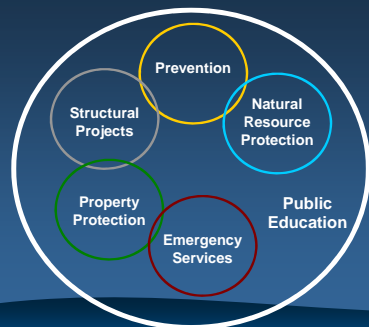 Prevention
Structural
Projects
Natural
Resource
Protection
Property
Protection
Public
Education
Emergency
Services